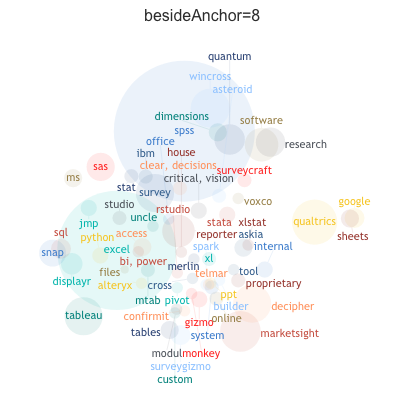 besideAnchor=8
quantum
wincross
asteroid
dimensions
software
spss
office
research
house
ibm
clear, decisions
sas
surveycraft
ms
critical, vision
stat
survey
voxco
google
studio
rstudio
uncle
jmp
stata
xlstat
qualtrics
sql
access
reporter
askia
sheets
python
excel
spark
internal
snap
bi, power
xl
merlin
displayr
files
telmar
tool
alteryx
cross
proprietary
mtab
pivot
ppt
builder
decipher
tableau
confirmit
gizmo
online
tables
system
marketsight
modul
monkey
surveygizmo
custom